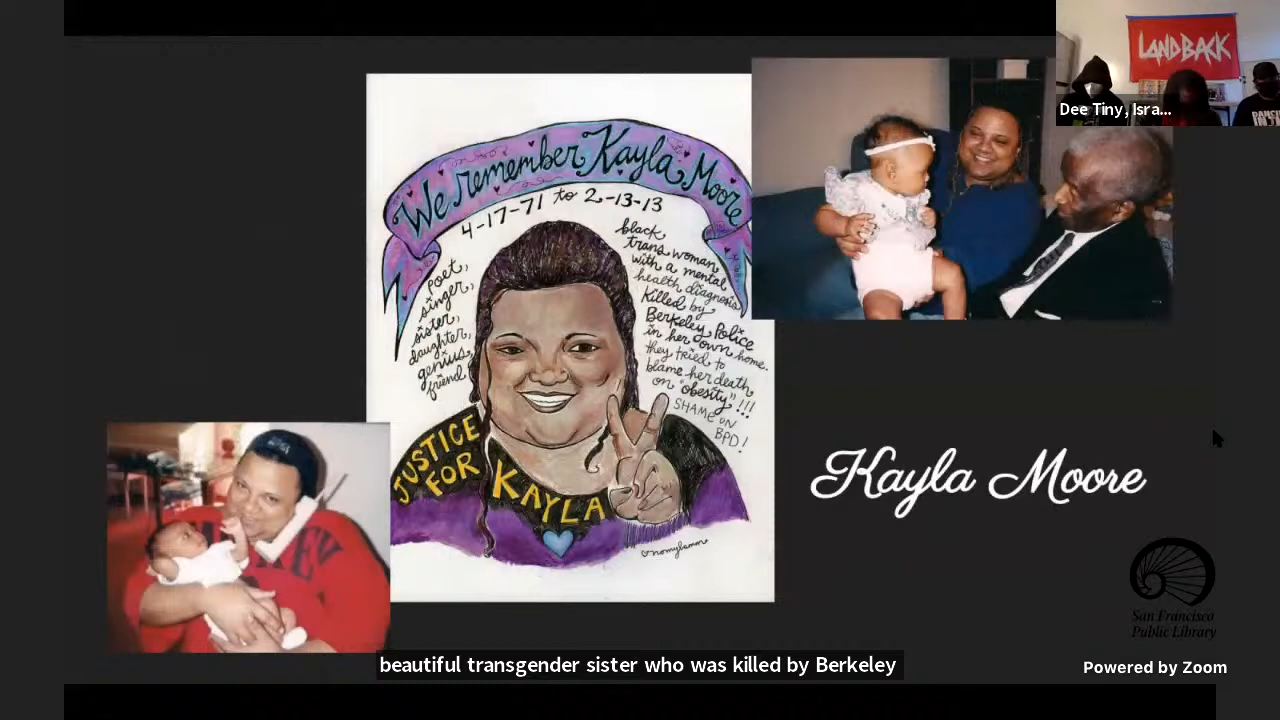 LAND BACK
Dee Tiny, Isra...
We remember Kayla Moore
4-17-71 to 2-13-13
poet,
singer,
sister,
daughter,
genius,
friend
black
trans woman
with a mental
health diagnosis
killed by
Berkeley Police
in her own home.
they tried to
blame her death
on "obesity"!!!
SHAME ON
BPD!
JUSTICE
FOR
KAYLA
Kayla Moore
San Francisco
Public Library
beautiful transgender sister who was killed by Berkeley
Powered by Zoom